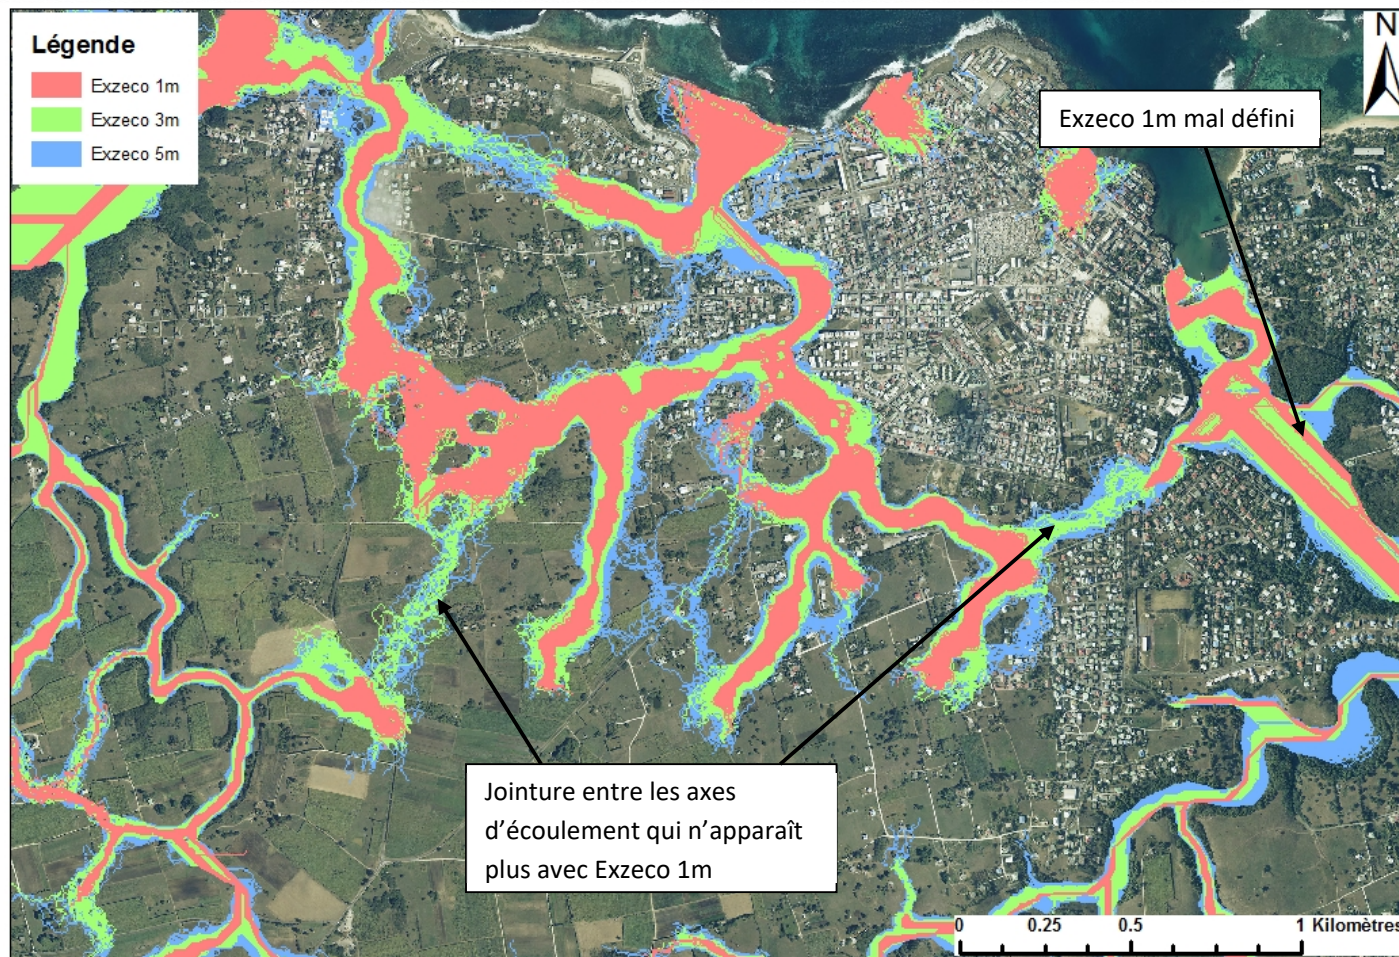 Légende
Exzeco 1m
Exzeco 3m
Exzeco 5m
N
Exzeco 1m mal défini
Jointure entre les axes
d’écoulement qui n’apparaît
plus avec Exzeco 1m
0 0.25 0.5 1 Kilomètres